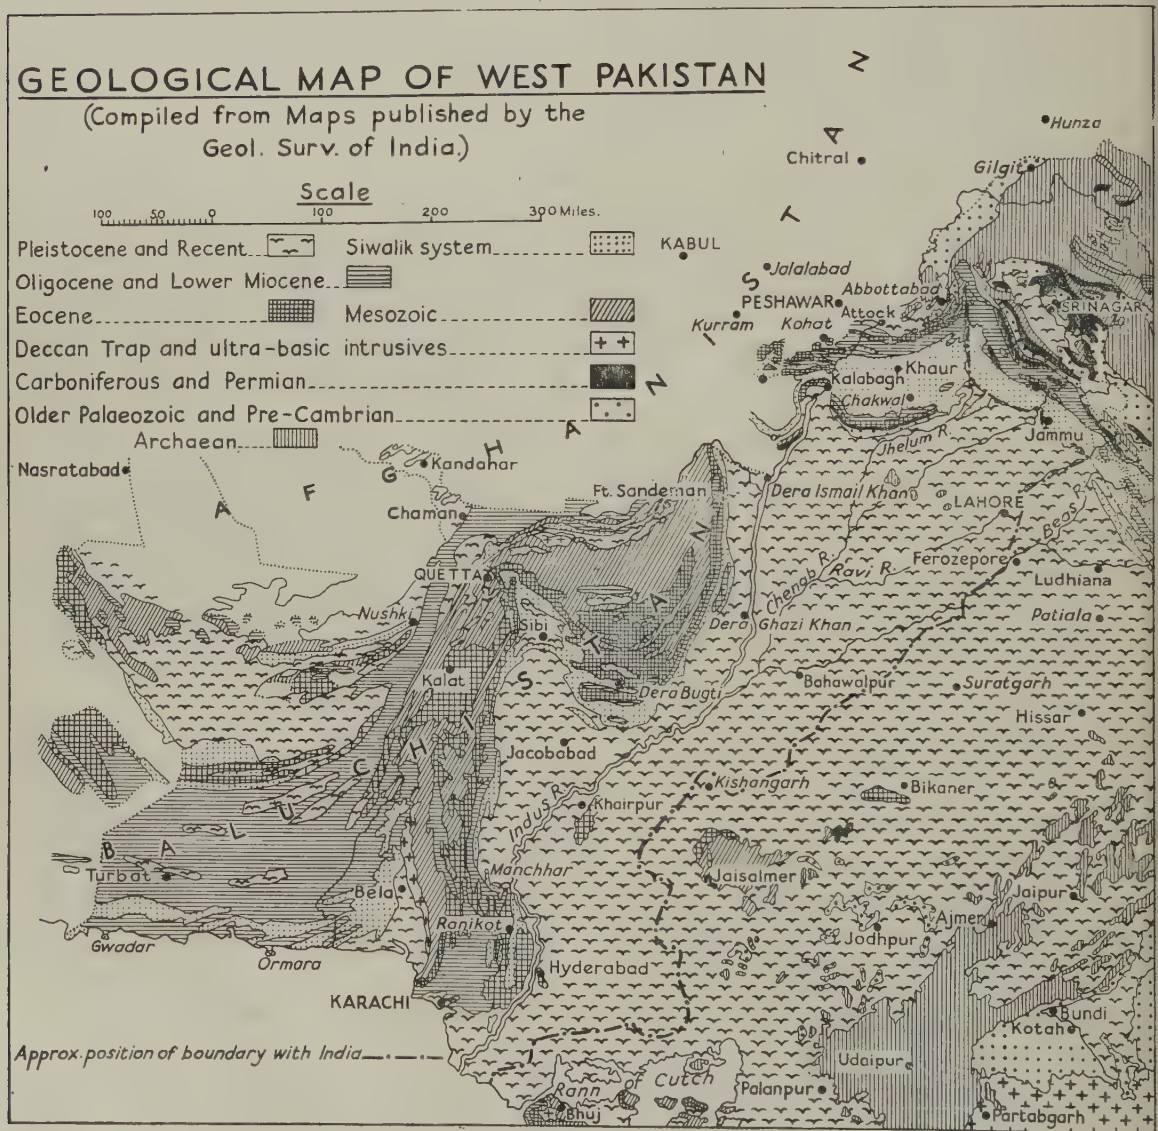 GEOLOGICAL MAP OF WEST PAKISTAN
(Compiled from Maps published by the
Geol. Surv. of India.)
Scale
100 50 0 100 200 300 Miles.
Pleistocene and Recent
Siwalik system
Oligocene and Lower Miocene
Eocene
Mesozoic
Deccan Trap and ultra-basic intrusives
Carboniferous and Permian
Older Palaeozoic and Pre-Cambrian
Archaean
AFGHANISTAN
Hunza
Chitral
Gilgit
KABUL
Jalalabad
Abbottabad
PESHAWAR
Attock
SRINAGAR
Kurram
Kohat
Khaur
Kalabagh
Chakwal
Jammu
Jhelum R.
Nasratabad
Kandahar
Ft. Sandeman
Dera Ismail Khan
LAHORE
Chaman
Beas R.
QUETTA
Chenab R.
Ravi R.
Ferozepore
Ludhiana
Nushki
Sibi
Dera Ghazi Khan
Patiala
Kalat
Dera Bugti
Bahawalpur
Suratgarh
Hissar
BALUCHISTAN
Jacobabad
Kishangarh
Bikaner
Indus R.
Khairpur
Turbat
Manchhar
Jaisalmer
Bela
Jaipur
Ranikot
Ajmer
Jodhpur
Gwadar
Ormara
Hyderabad
KARACHI
Bundi
Kotah
Approx. position of boundary with India
Udaipur
Rann of Cutch
Palanpur
Bhuj
Partabgarh